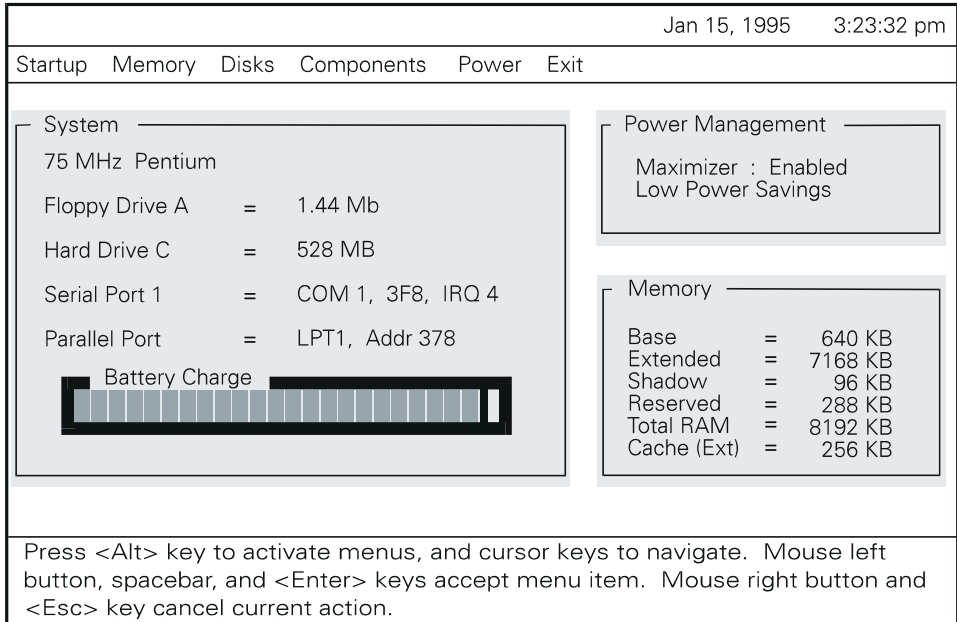 Jan 15, 1995 3:23:32 pm
Startup Memory Disks Components Power Exit
System
75 MHz Pentium
Floppy Drive A = 1.44 Mb
Hard Drive C = 528 MB
Serial Port 1 = COM 1, 3F8, IRQ 4
Parallel Port = LPT1, Addr 378
Battery Charge
Power Management
Maximizer : Enabled
Low Power Savings
Memory
Base = 640 KB
Extended = 7168 KB
Shadow = 96 KB
Reserved = 288 KB
Total RAM = 8192 KB
Cache (Ext) = 256 KB
Press <Alt> key to activate menus, and cursor keys to navigate. Mouse left
button, spacebar, and <Enter> keys accept menu item. Mouse right button and
<Esc> key cancel current action.